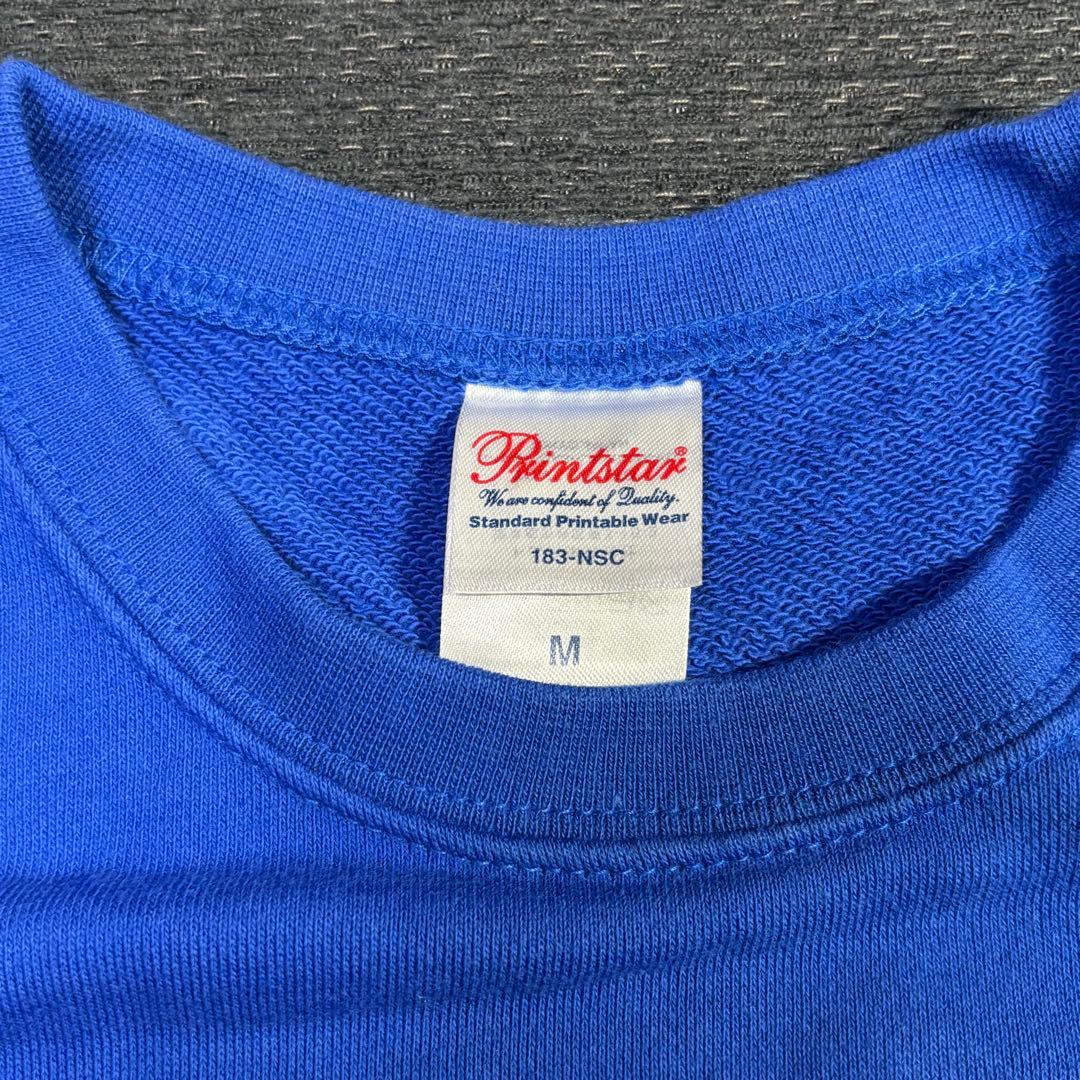 Printstar®
We are confident of Quality.
Standard Printable Wear
183-NSC
M